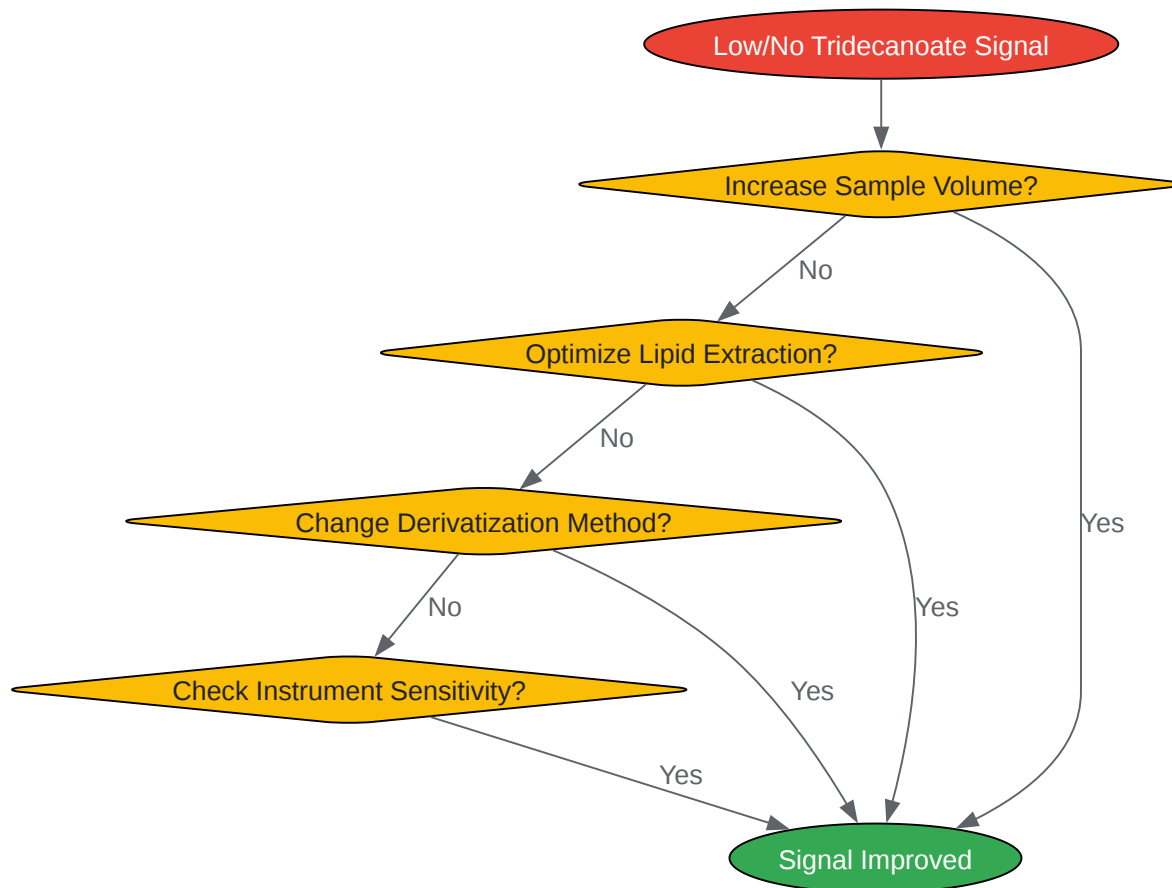 Low/No Tridecanoate Signal
Increase Sample Volume?
No
Optimize Lipid Extraction?
No
Change Derivatization Method?
Yes
No
Yes
Check Instrument Sensitivity?
Yes
Yes
Signal Improved